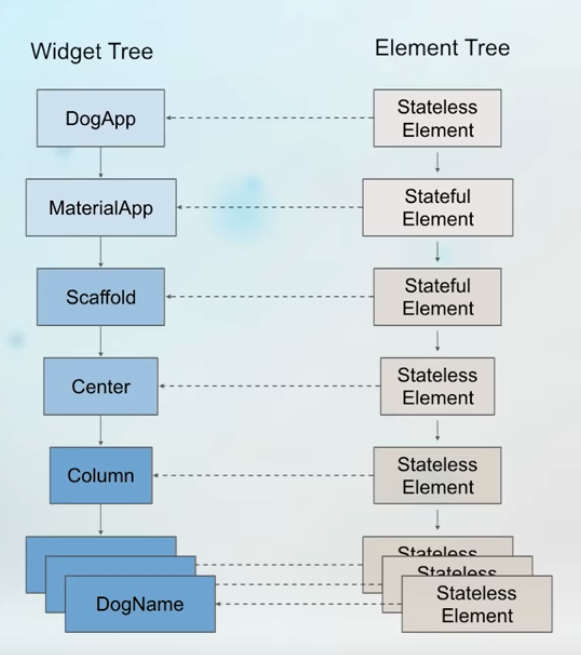 Widget Tree
Element Tree
DogApp
Stateless
Element
MaterialApp
Stateful
Element
Scaffold
Stateful
Element
Center
Stateless
Element
Column
Stateless
Element
Stateless
Stateless
DogName
Stateless
Element